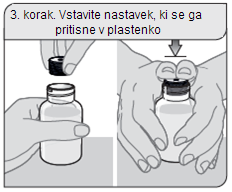 3. korak. Vstavite nastavek, ki se ga
pritisne v plastenko